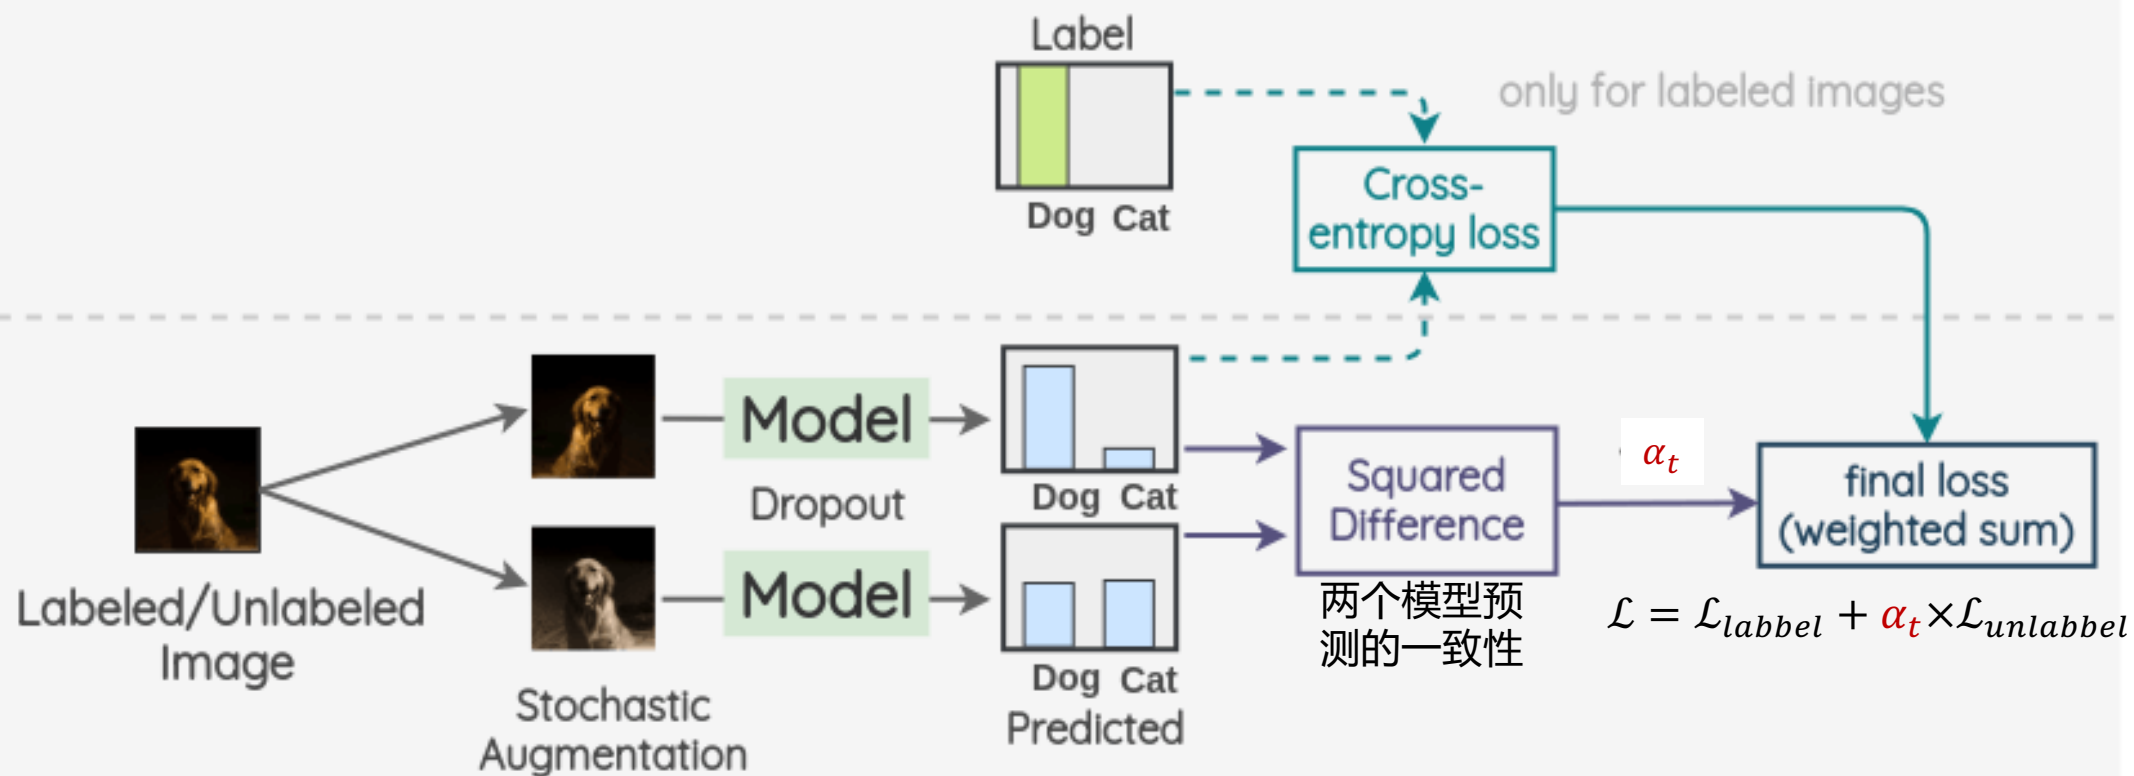 Label
only for labeled images
Dog Cat
Cross-
entropy loss
Model
Dropout
Dog Cat
Model
Dog Cat
Predicted
Labeled/Unlabeled
Image
Stochastic
Augmentation
Squared
Difference
两个模型预
测的一致性
αₜ
final loss
(weighted sum)
ℒ = ℒ_labbel + αₜ×ℒ_unlabbel